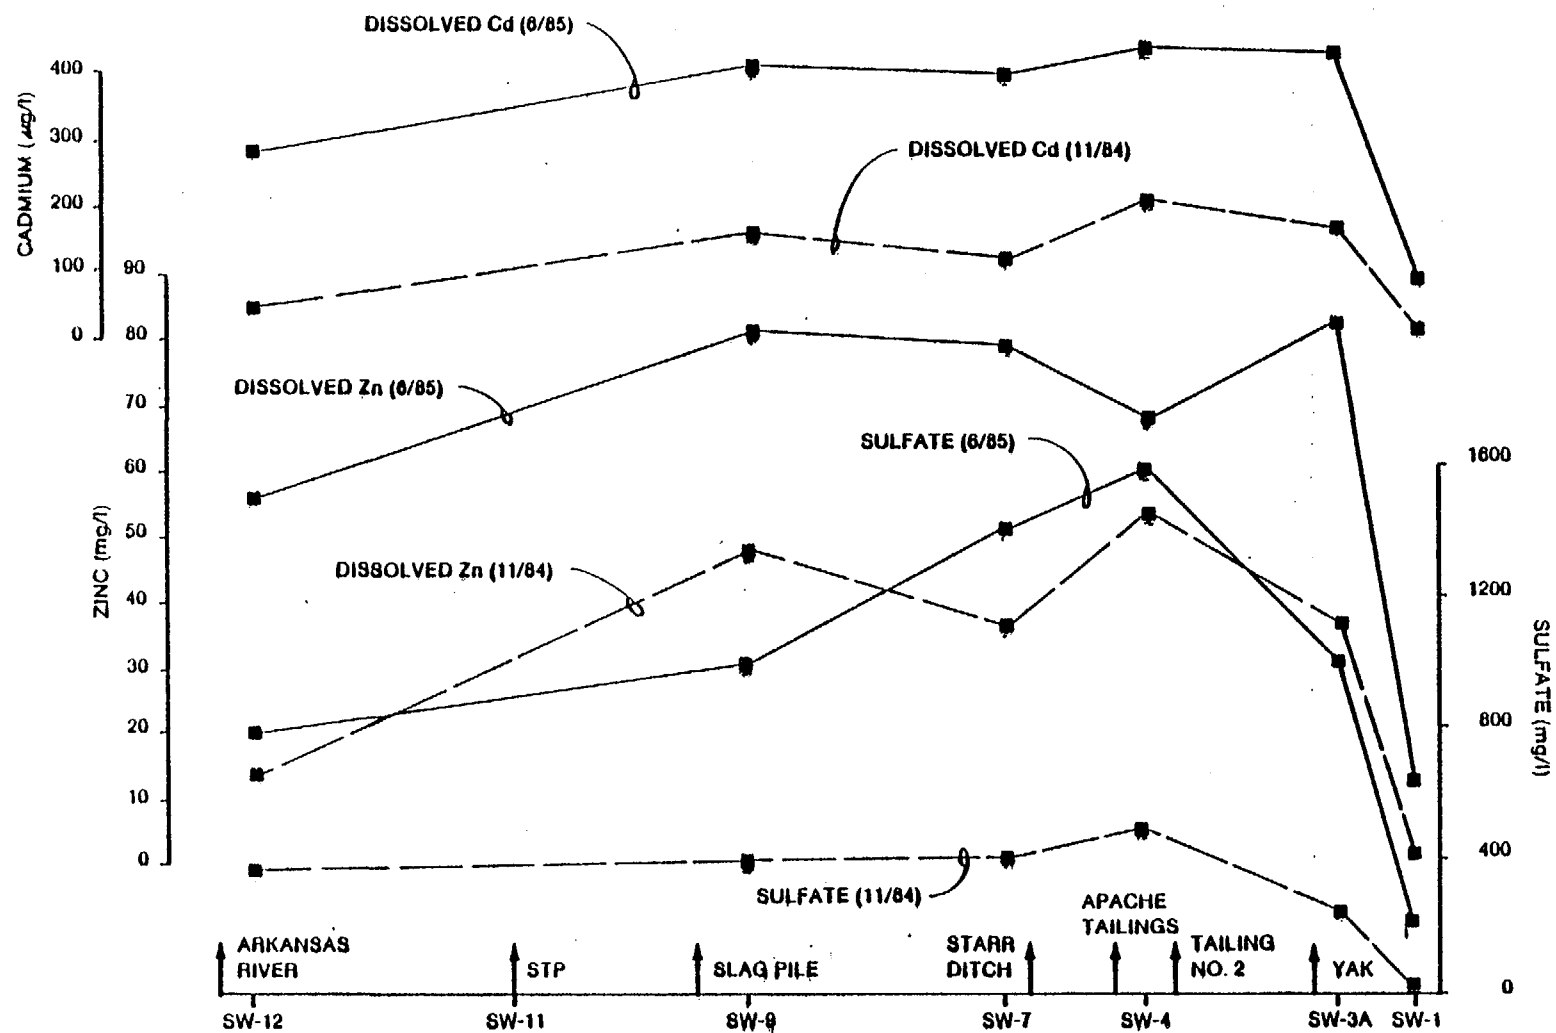 DISSOLVED Cd (6/85)
400
300
200
100
0
CADMIUM (µg/l)
DISSOLVED Cd (11/84)
90
80
70
60
50
40
30
20
10
0
ZINC (mg/l)
DISSOLVED Zn (6/85)
SULFATE (6/85)
DISSOLVED Zn (11/84)
SULFATE (11/84)
1600
1200
800
400
0
SULFATE (mg/l)
ARKANSAS
RIVER
STP
SLAG PILE
STARR
DITCH
APACHE
TAILINGS
TAILING
NO. 2
YAK
SW-12
SW-11
SW-9
SW-7
SW-4
SW-3A
SW-1